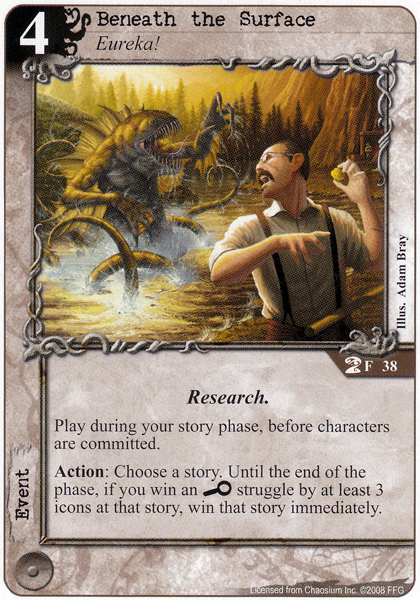 4
Beneath the Surface
Eureka!
Illus. Adam Bray
F 38
Research.
Play during your story phase, before characters
are committed.
Action: Choose a story. Until the end of the
phase, if you win an struggle by at least 3
icons at that story, win that story immediately.
Event
Licensed from Chaosium Inc. ©2008 FFG